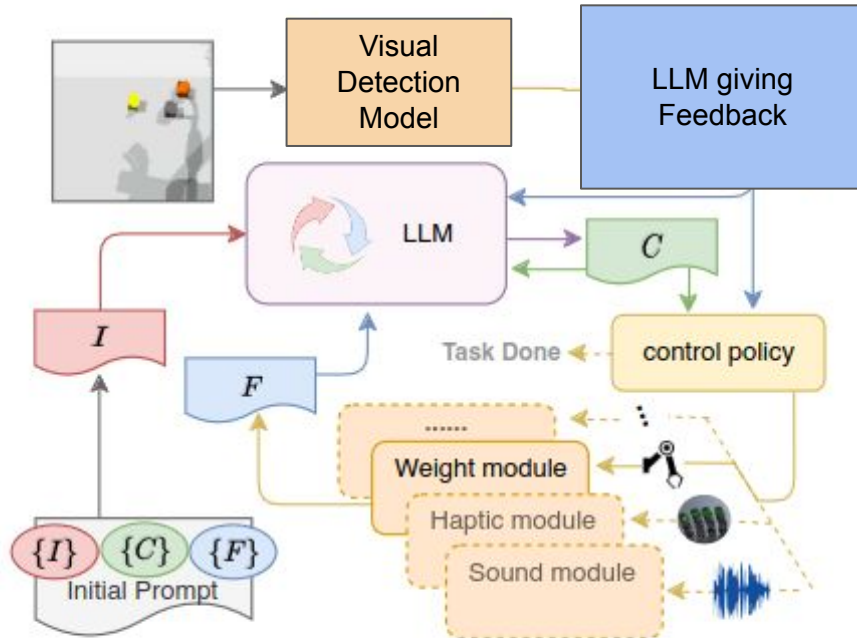 Visual
Detection
Model
LLM giving
Feedback
LLM
C
I
Task Done
control policy
F
......
Weight module
Haptic module
Sound module
{I}
{C}
{F}
Initial Prompt